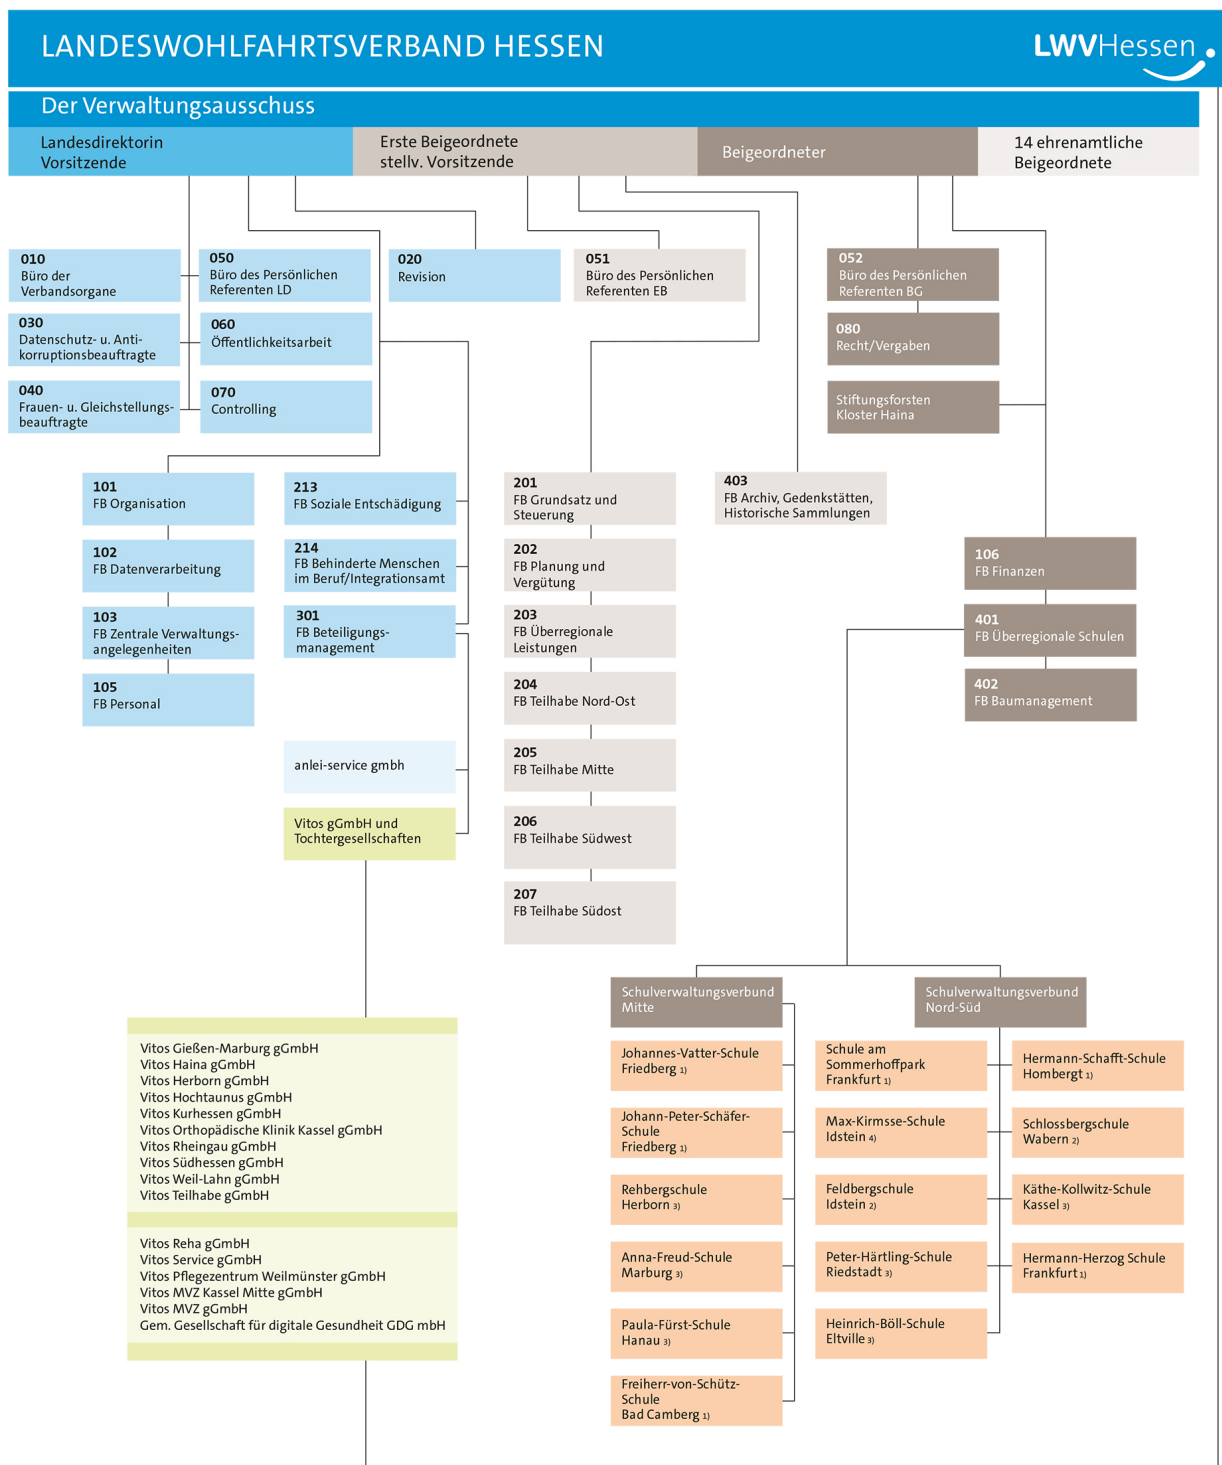 LANDESWOHLFAHRTSVERBAND HESSEN
LWVHessen
Der Verwaltungsausschuss
Landesdirektorin
Vorsitzende
Erste Beigeordnete
stellv. Vorsitzende
Beigeordneter
14 ehrenamtliche
Beigeordnete
010
Büro der
Verbandsorgane
050
Büro des Persönlichen
Referenten LD
020
Revision
051
Büro des Persönlichen
Referenten EB
052
Büro des Persönlichen
Referenten BG
030
Datenschutz- u. Anti-
korruptionsbeauftragte
060
Öffentlichkeitsarbeit
080
Recht/Vergaben
040
Frauen- u. Gleichstellungs-
beauftragte
070
Controlling
Stiftungsforsten
Kloster Haina
101
FB Organisation
213
FB Soziale Entschädigung
201
FB Grundsatz und
Steuerung
403
FB Archiv, Gedenkstätten,
Historische Sammlungen
102
FB Datenverarbeitung
214
FB Behinderte Menschen
im Beruf/Integrationsamt
202
FB Planung und
Vergütung
106
FB Finanzen
103
FB Zentrale Verwaltungs-
angelegenheiten
301
FB Beteiligungs-
management
203
FB Überregionale
Leistungen
401
FB Überregionale Schulen
105
FB Personal
204
FB Teilhabe Nord-Ost
402
FB Baumanagement
anlei-service gmbh
205
FB Teilhabe Mitte
Vitos gGmbH und
Tochtergesellschaften
206
FB Teilhabe Südwest
207
FB Teilhabe Südost
Vitos Gießen-Marburg gGmbH
Vitos Haina gGmbH
Vitos Herborn gGmbH
Vitos Hochtaunus gGmbH
Vitos Kurhessen gGmbH
Vitos Orthopädische Klinik Kassel gGmbH
Vitos Rheingau gGmbH
Vitos Südhessen gGmbH
Vitos Weil-Lahn gGmbH
Vitos Teilhabe gGmbH
Vitos Reha gGmbH
Vitos Service gGmbH
Vitos Pflegezentrum Weilmünster gGmbH
Vitos MVZ Kassel Mitte gGmbH
Vitos MVZ gGmbH
Gem. Gesellschaft für digitale Gesundheit GDG mbH
Schulverwaltungsverbund
Mitte
Schulverwaltungsverbund
Nord-Süd
Johannes-Vatter-Schule
Friedberg 1)
Schule am
Sommerhoffpark
Frankfurt 1)
Hermann-Schafft-Schule
Hombergt 1)
Johann-Peter-Schäfer-
Schule
Friedberg 1)
Max-Kirmsse-Schule
Idstein 4)
Schlossbergschule
Wabern 2)
Rehbergschule
Herborn 3)
Feldbergschule
Idstein 2)
Käthe-Kollwitz-Schule
Kassel 3)
Anna-Freud-Schule
Marburg 3)
Peter-Härtling-Schule
Riedstadt 3)
Hermann-Herzog Schule
Frankfurt 1)
Paula-Fürst-Schule
Hanau 3)
Heinrich-Böll-Schule
Eltville 3)
Freiherr-von-Schütz-
Schule
Bad Camberg 1)